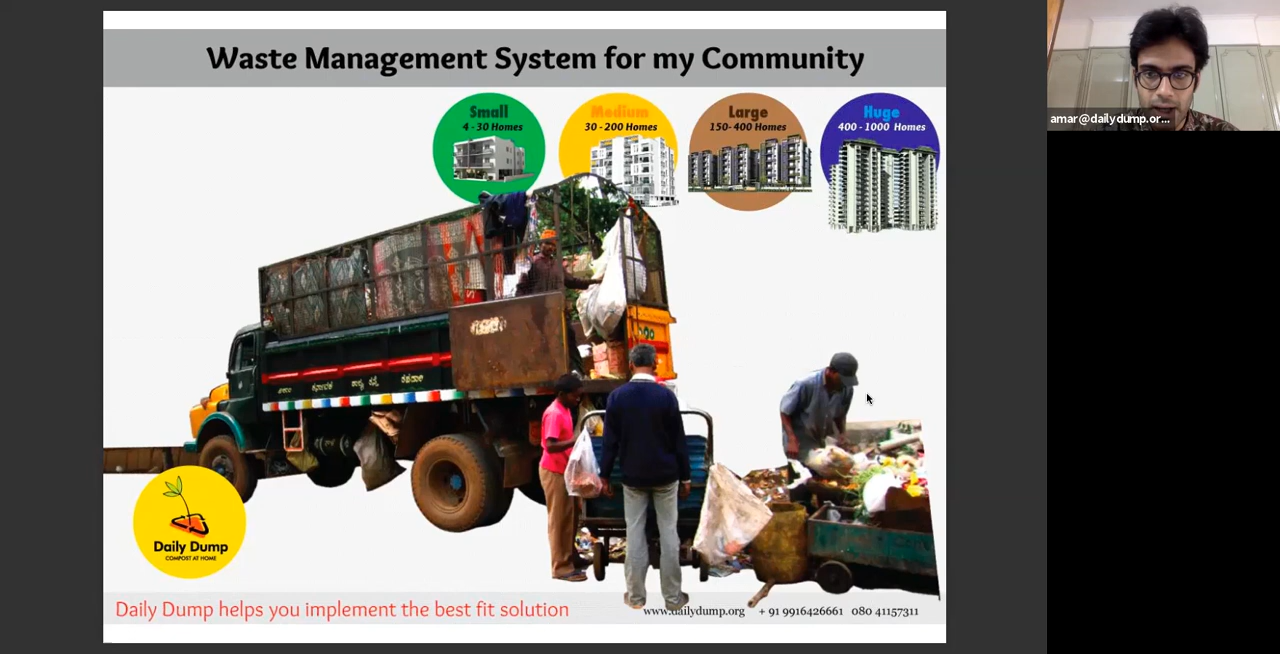 Waste Management System for my Community
Small
4 - 30 Homes
Medium
30 - 200 Homes
Large
150- 400 Homes
Huge
400 - 1000 Homes
amar@dailydump.or...
Daily Dump
COMPOST AT HOME
Daily Dump helps you implement the best fit solution
www.dailydump.org + 91 9916426661 080 41157311